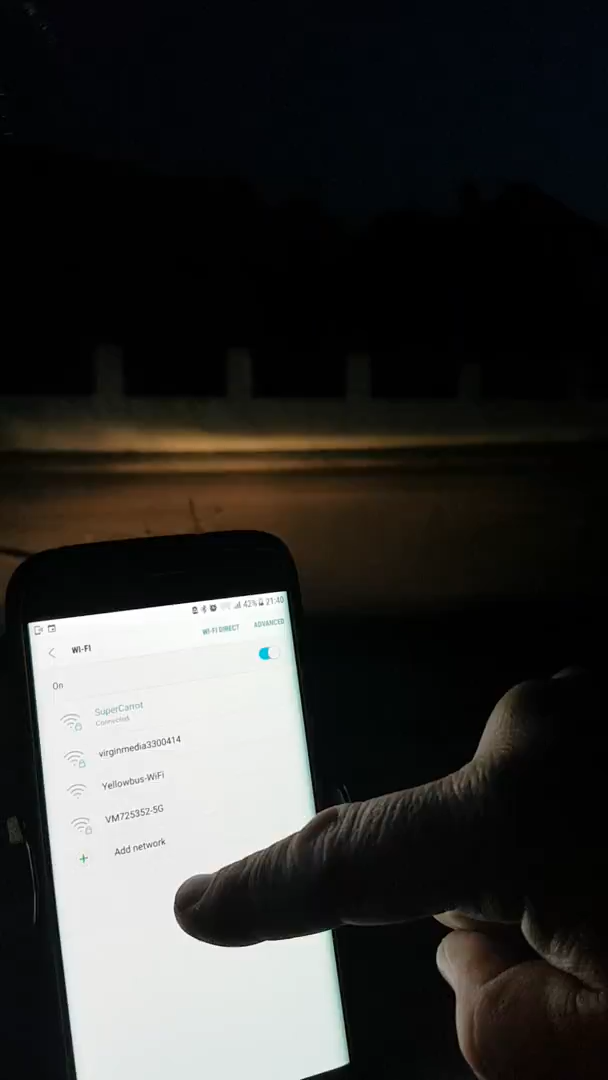 42% 21:40
WI-FI
WI-FI DIRECT
ADVANCED
On
SuperCarrot
Connected
virginmedia3300414
Yellowbus-WiFi
VM725352-5G
Add network